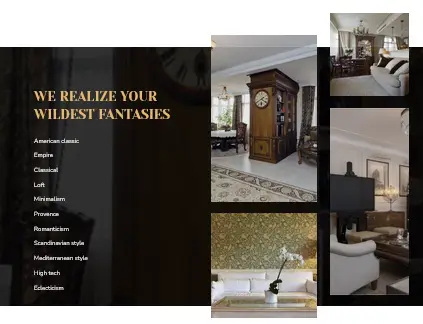 WE REALIZE YOUR
WILDEST FANTASIES
American classic
Empire
Classical
Loft
Minimalism
Provence
Romanticism
Scandinavian style
Mediterranean style
High tech
Eclecticism